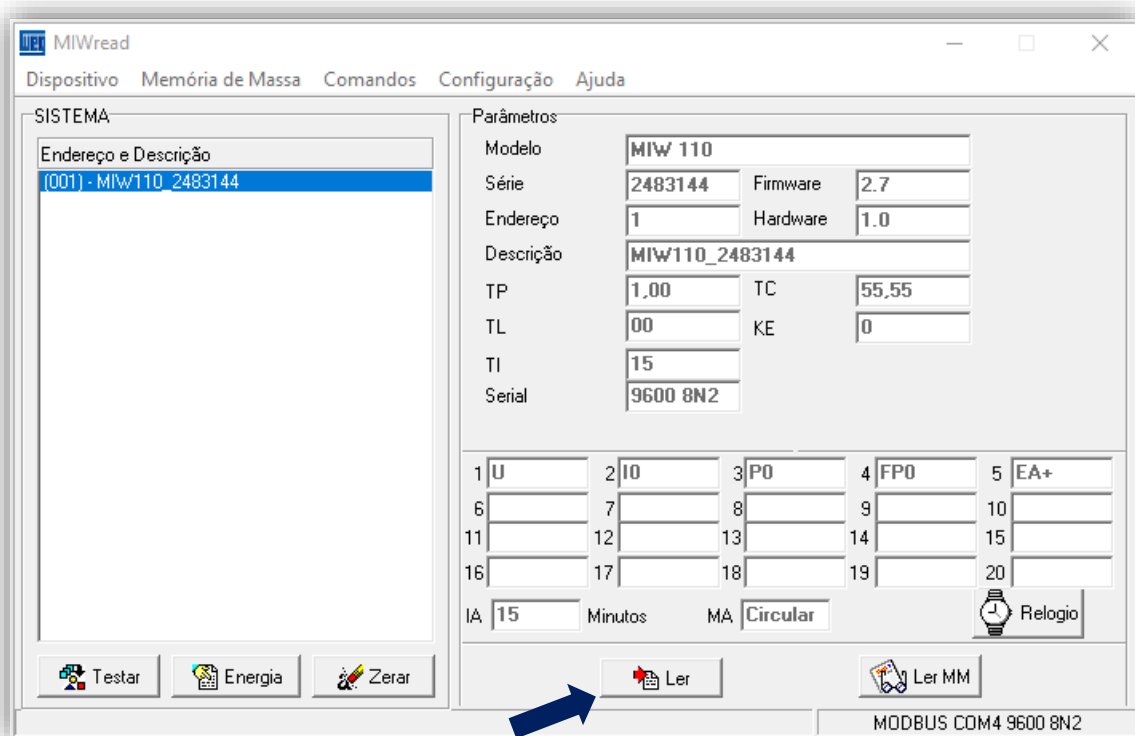 WEG MIWread
Dispositivo Memória de Massa Comandos Configuração Ajuda
SISTEMA
Endereço e Descrição
(001) - MIW110_2483144
Parâmetros
Modelo MIW 110
Série 2483144 Firmware 2.7
Endereço 1 Hardware 1.0
Descrição MIW110_2483144
TP 1,00 TC 55,55
TL 00 KE 0
TI 15
Serial 9600 8N2
1 U 2 I0 3 P0 4 FP0 5 EA+
6 7 8 9 10
11 12 13 14 15
16 17 18 19 20
IA 15 Minutos MA Circular Relogio
Testar Energia Zerar Ler Ler MM
MODBUS COM4 9600 8N2